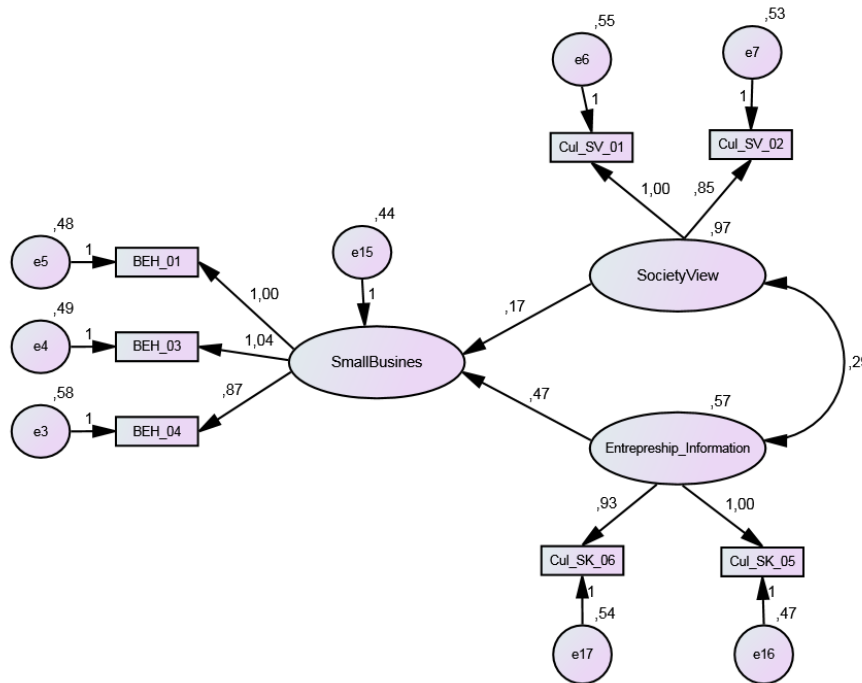 ,55
,53
e6
e7
1
1
Cul_SV_01
Cul_SV_02
1,00
,85
,44
,97
,48
e15
e5
1
BEH_01
SocietyView
1
,49
1,00
,17
e4
1
BEH_03
1,04
SmallBusines
,58
,87
,47
,57
e3
1
BEH_04
Entrepreship_Information
,93
1,00
Cul_SK_06
Cul_SK_05
1
1
,54
,47
e17
e16